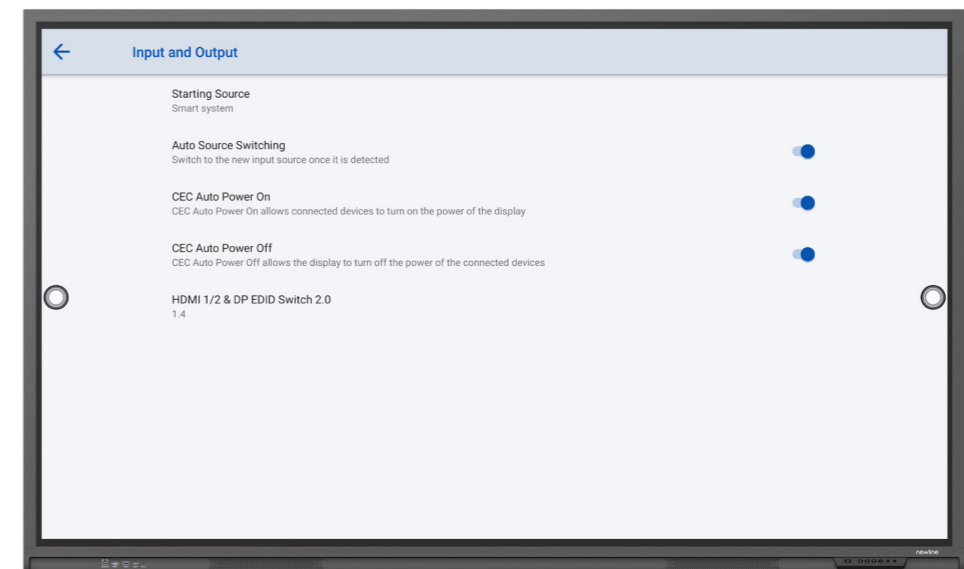 Input and Output
Starting Source
Smart system
Auto Source Switching
Switch to the new input source once it is detected
CEC Auto Power On
CEC Auto Power On allows connected devices to turn on the power of the display
CEC Auto Power Off
CEC Auto Power Off allows the display to turn off the power of the connected devices
HDMI 1/2 & DP EDID Switch 2.0
1.4
newline